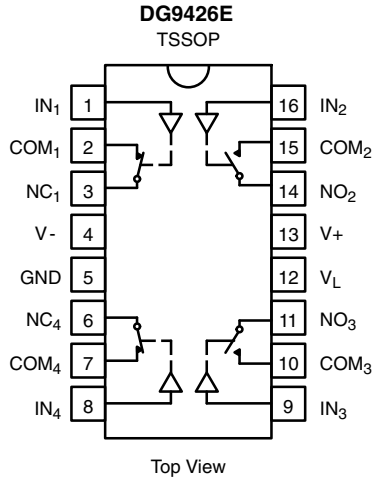 DG9426E
TSSOP
IN1 1 16 IN2
COM1 2 15 COM2
NC1 3 14 NO2
V- 4 13 V+
GND 5 12 VL
NC4 6 11 NO3
COM4 7 10 COM3
IN4 8 9 IN3
Top View